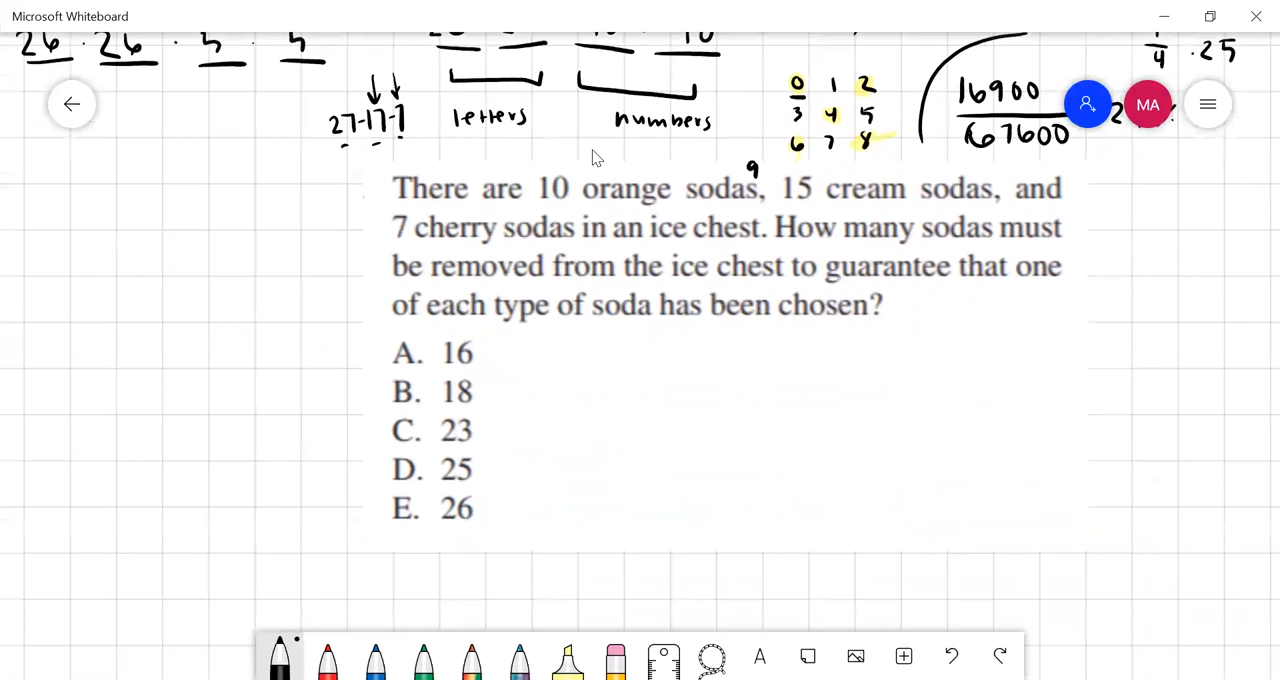 Microsoft Whiteboard
26 · 26 · 5 · 5
10
1/4 · 25
27-17-7
letters
numbers
0 1 2
3 4 5
6 7 8
9
16900
67600
MA
There are 10 orange sodas, 15 cream sodas, and
7 cherry sodas in an ice chest. How many sodas must
be removed from the ice chest to guarantee that one
of each type of soda has been chosen?
A. 16
B. 18
C. 23
D. 25
E. 26
A